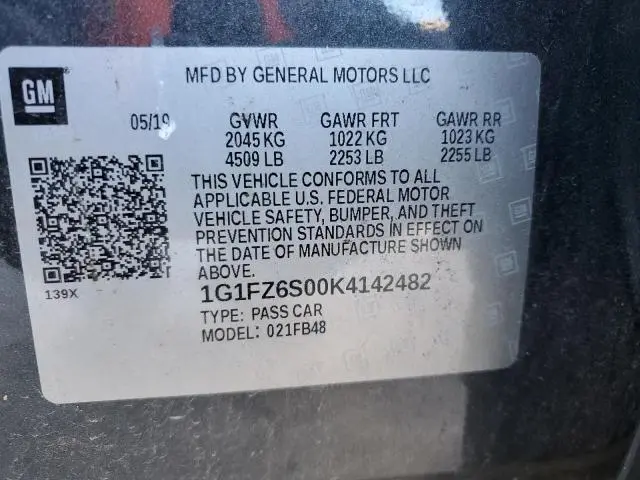 GM
MFD BY GENERAL MOTORS LLC
05/19 GVWR GAWR FRT GAWR RR
2045 KG 1022 KG 1023 KG
4509 LB 2253 LB 2255 LB
THIS VEHICLE CONFORMS TO ALL
APPLICABLE U.S. FEDERAL MOTOR
VEHICLE SAFETY, BUMPER, AND THEFT
PREVENTION STANDARDS IN EFFECT ON
THE DATE OF MANUFACTURE SHOWN
ABOVE.
139X
1G1FZ6S00K4142482
TYPE: PASS CAR
MODEL: 021FB48